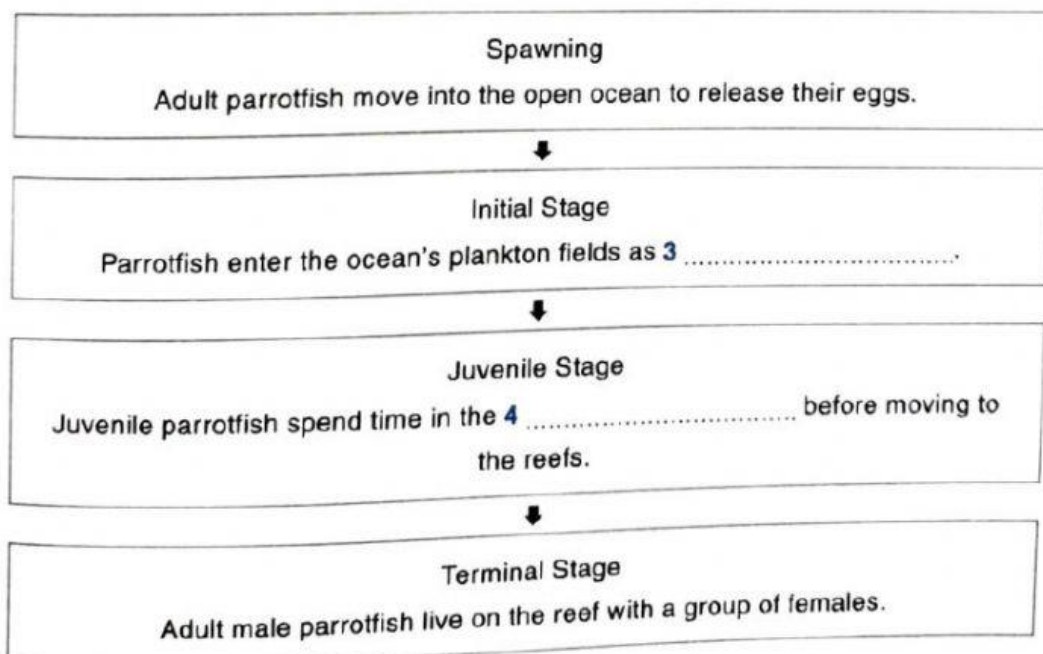 Spawning
Adult parrotfish move into the open ocean to release their eggs.
Initial Stage
Parrotfish enter the ocean's plankton fields as 3 ................................................
Juvenile Stage
Juvenile parrotfish spend time in the 4 ................................................ before moving to
the reefs.
Terminal Stage
Adult male parrotfish live on the reef with a group of females.